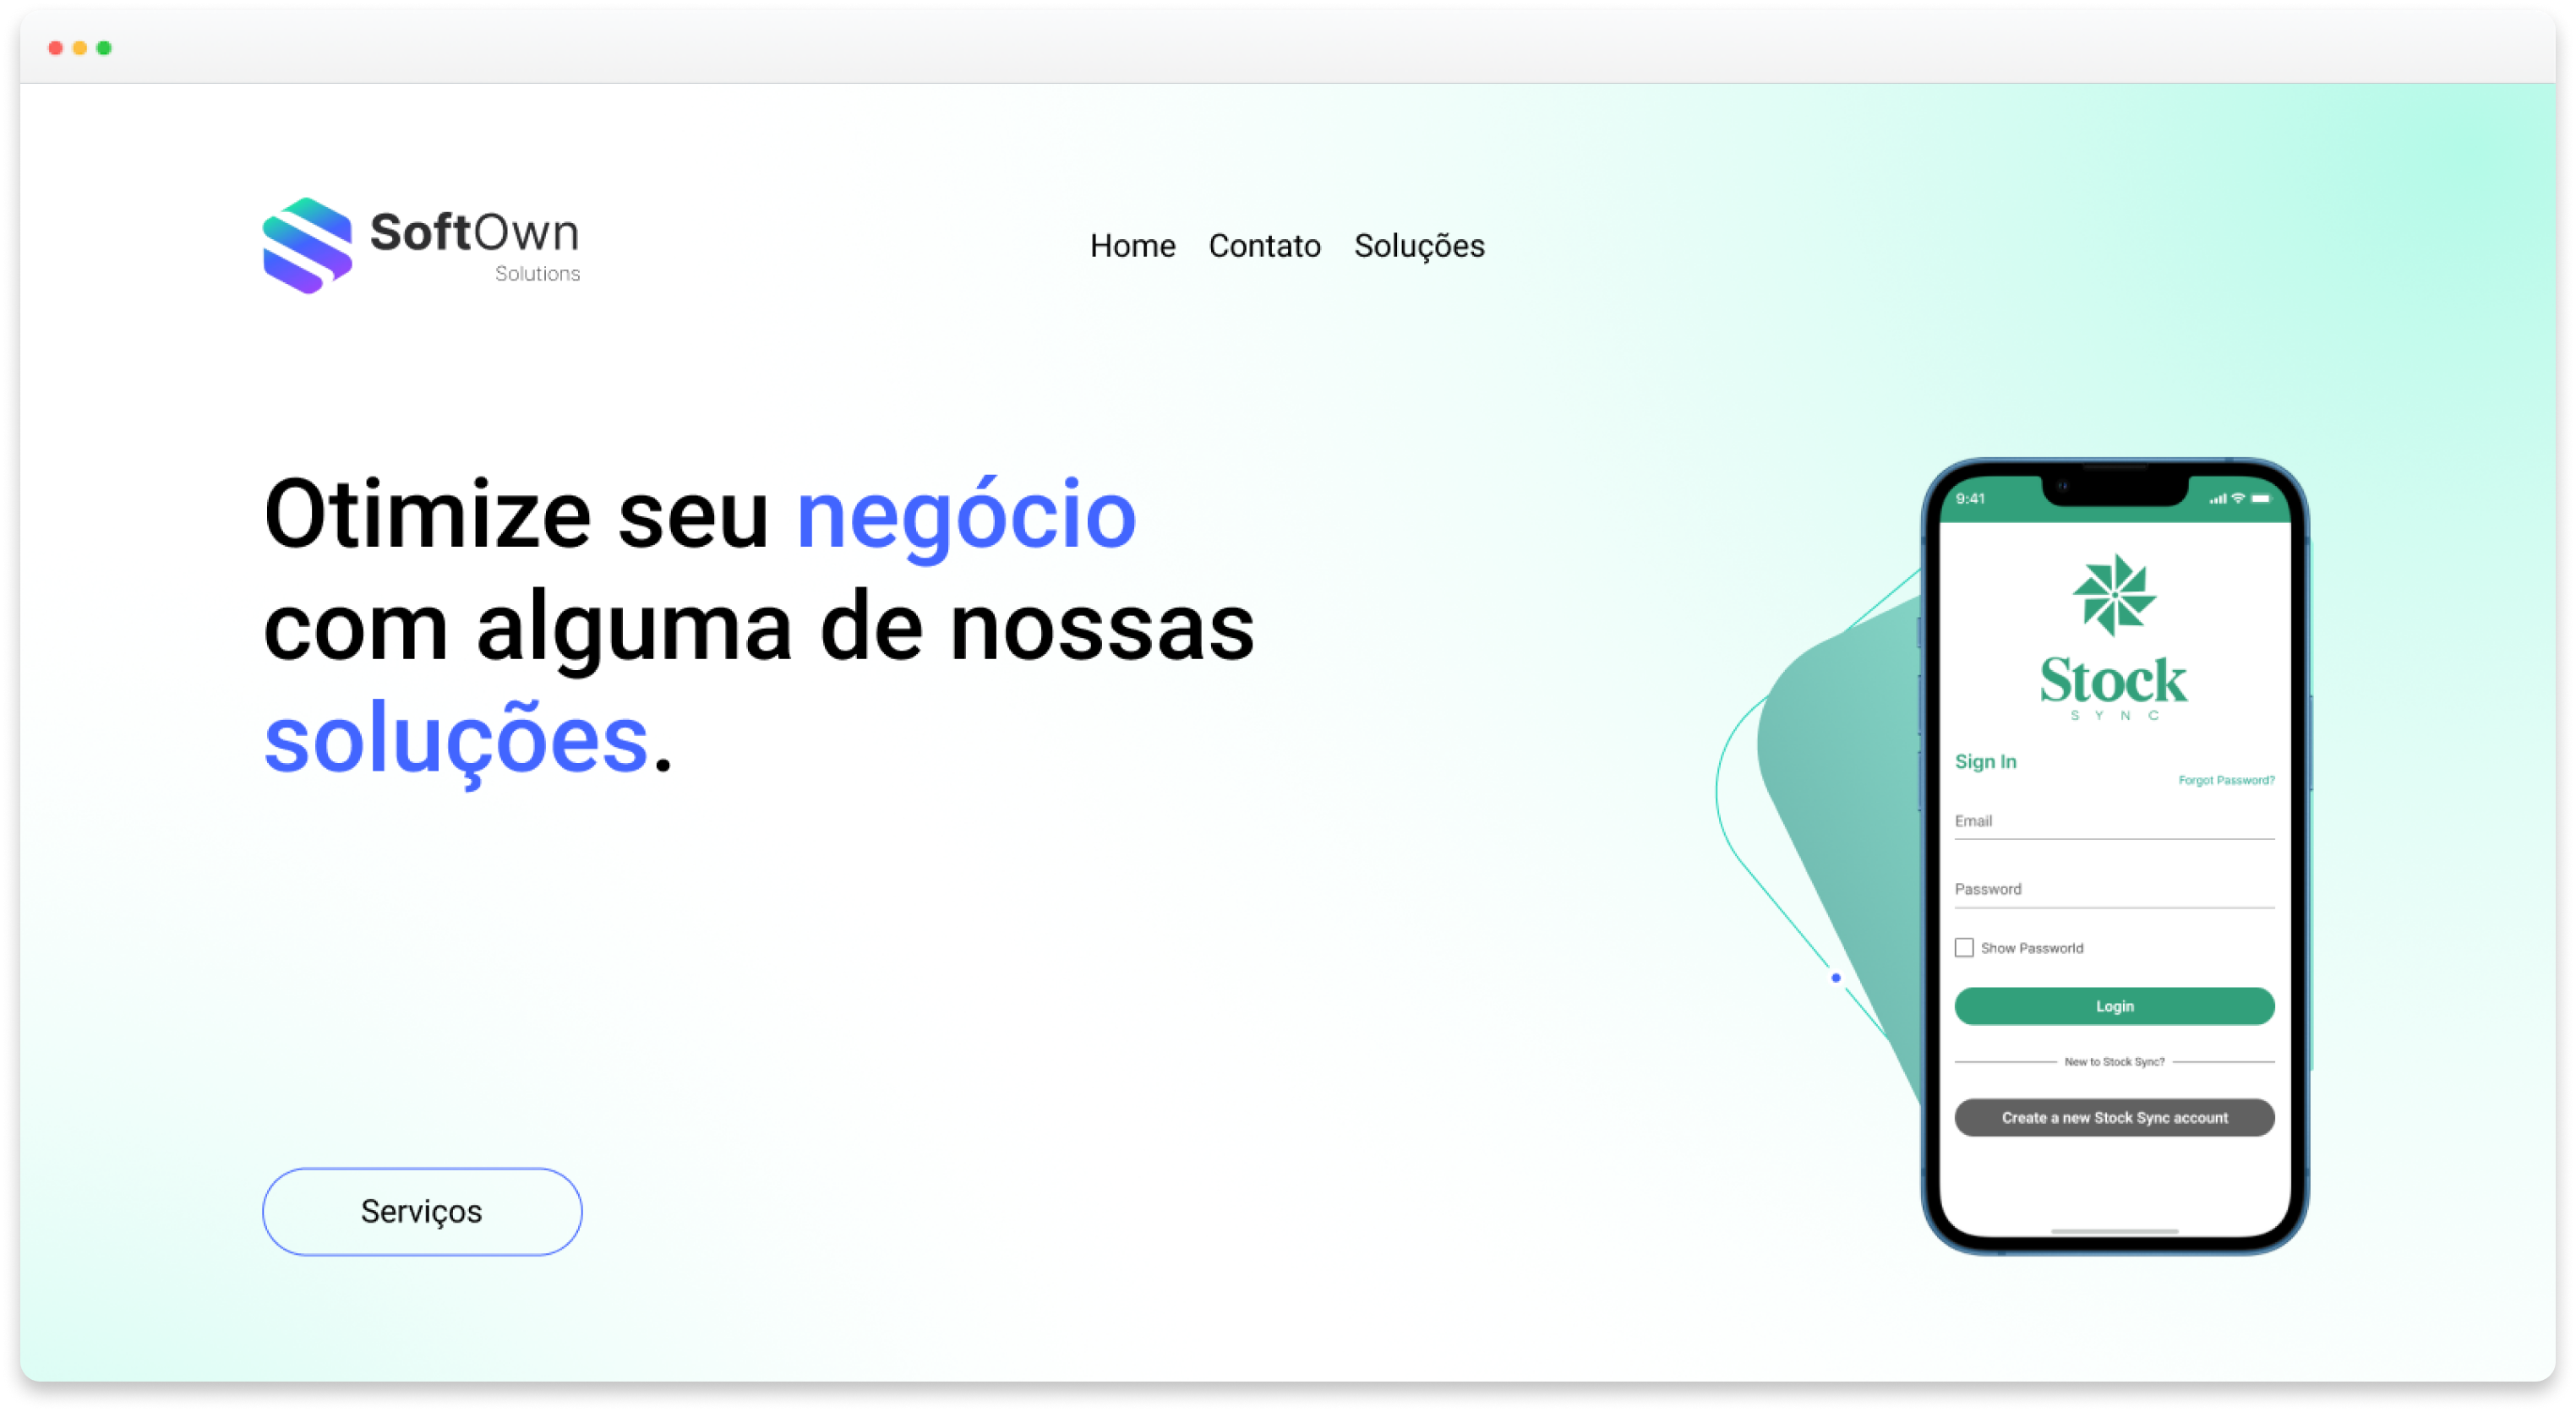 SoftOwn
Solutions
Home Contato Soluções
Otimize seu negócio
com alguma de nossas
soluções.
Serviços
9:41
Stock
SYNC
Sign In
Forgot Password?
Email
Password
Show Passworld
Login
New to Stock Sync?
Create a new Stock Sync account